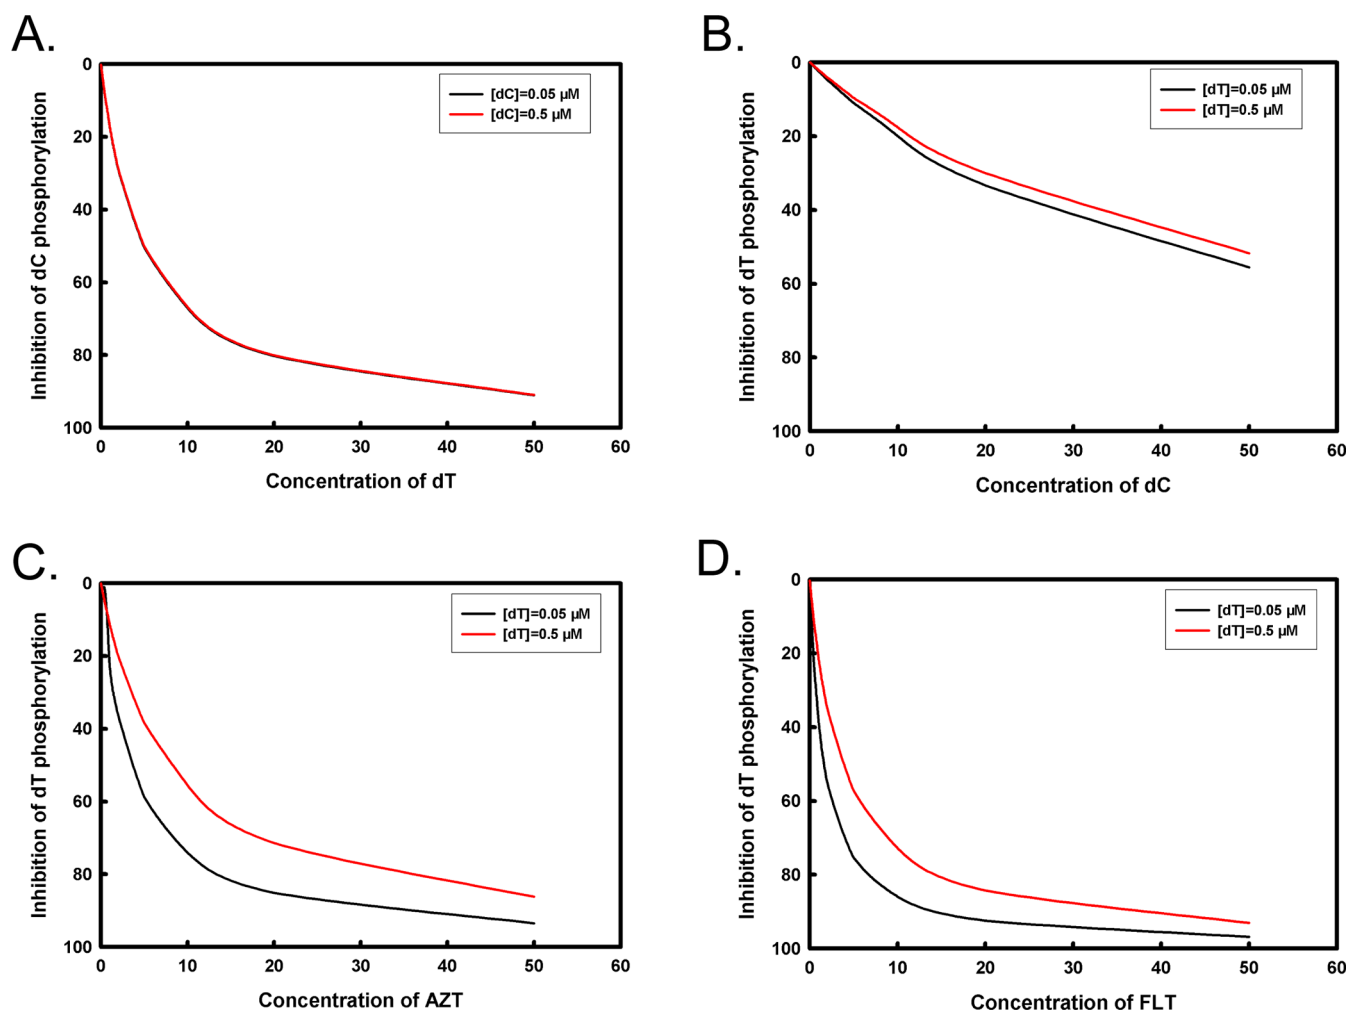 A.
0
20
40
60
80
100
Inhibition of dC phosphorylation
[dC]=0.05 µM
[dC]=0.5 µM
0 10 20 30 40 50 60
Concentration of dT
B.
0
20
40
60
80
100
Inhibition of dT phosphorylation
[dT]=0.05 µM
[dT]=0.5 µM
0 10 20 30 40 50 60
Concentration of dC
C.
0
20
40
60
80
100
Inhibition of dT phosphorylation
[dT]=0.05 µM
[dT]=0.5 µM
0 10 20 30 40 50 60
Concentration of AZT
D.
0
20
40
60
80
100
Inhibition of dT phosphorylation
[dT]=0.05 µM
[dT]=0.5 µM
0 10 20 30 40 50 60
Concentration of FLT